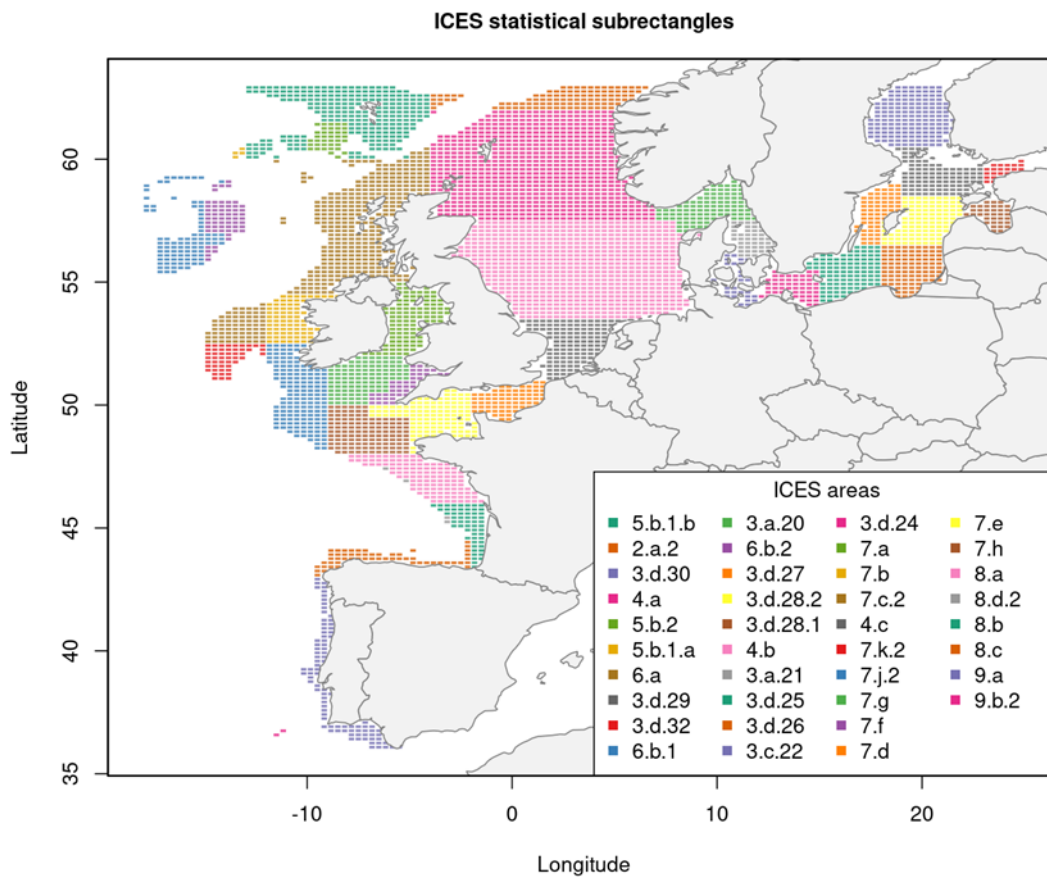 ICES statistical subrectangles
Latitude
60
55
50
45
40
35
-10 0 10 20
Longitude
ICES areas
5.b.1.b 3.a.20 3.d.24 7.e
2.a.2 6.b.2 7.a 7.h
3.d.30 3.d.27 7.b 8.a
4.a 3.d.28.2 7.c.2 8.d.2
5.b.2 3.d.28.1 4.c 8.b
5.b.1.a 4.b 7.k.2 8.c
6.a 3.a.21 7.j.2 9.a
3.d.29 3.d.25 7.g 9.b.2
3.d.32 3.d.26 7.f
6.b.1 3.c.22 7.d